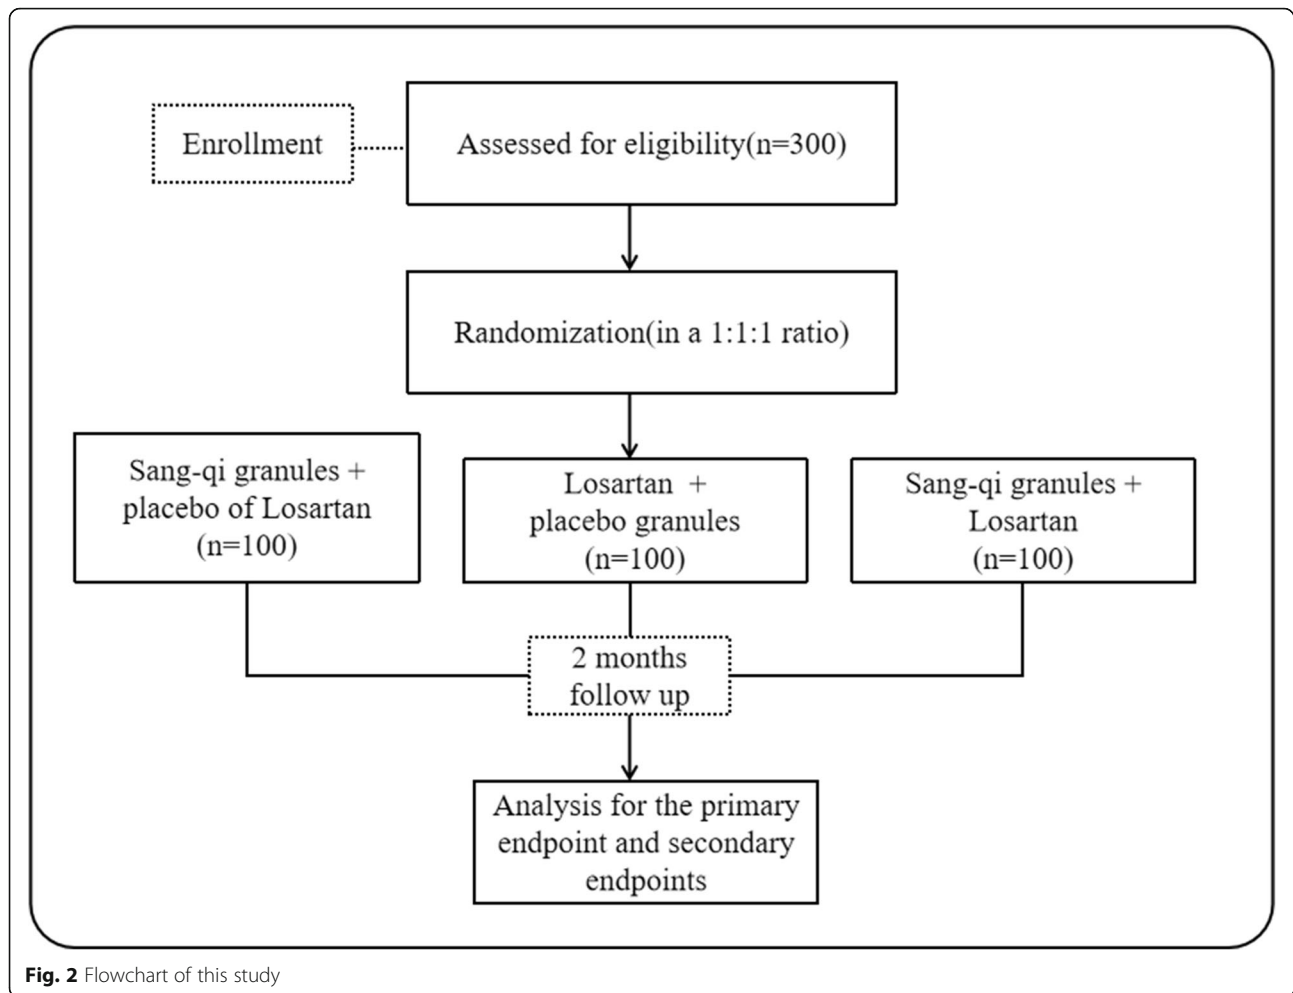 Enrollment
Assessed for eligibility(n=300)
Randomization(in a 1:1:1 ratio)
Sang-qi granules +
placebo of Losartan
(n=100)
Losartan +
placebo granules
(n=100)
Sang-qi granules +
Losartan
(n=100)
2 months
follow up
Analysis for the primary
endpoint and secondary
endpoints
Fig. 2 Flowchart of this study